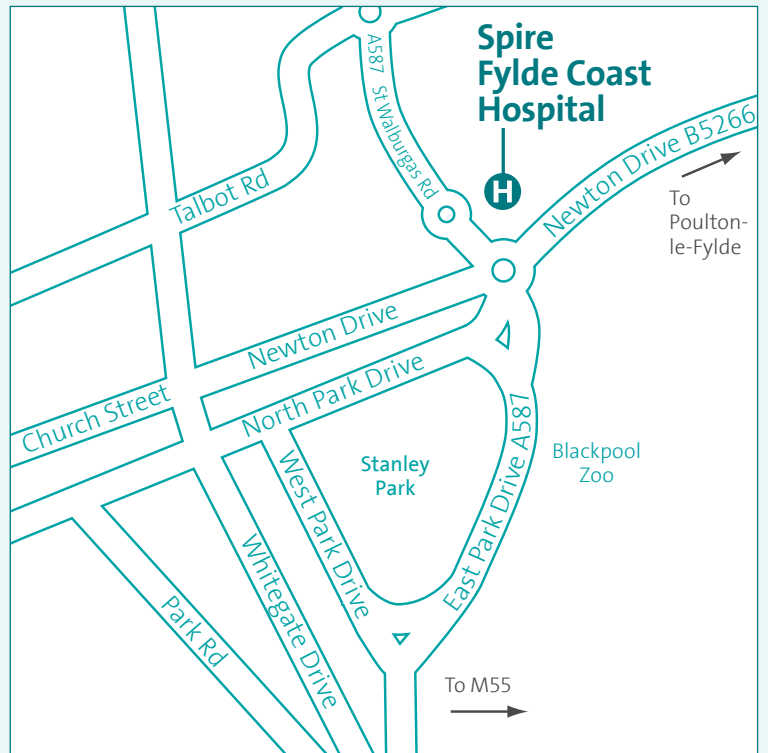 Spire
Fylde Coast
Hospital
H
A587 St Walburgas Rd
Newton Drive B5266
To
Poulton-
le-Fylde
Talbot Rd
Newton Drive
Church Street
North Park Drive
Stanley
Park
Blackpool
Zoo
East Park Drive A587
West Park Drive
Whitegate Drive
Park Rd
To M55